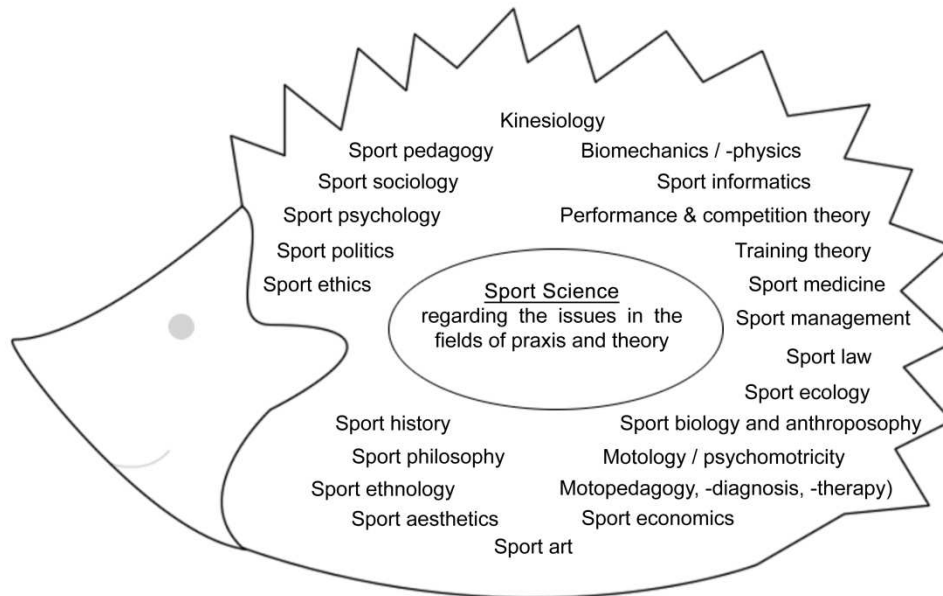 Kinesiology
Sport pedagogy
Biomechanics / -physics
Sport sociology
Sport informatics
Sport psychology
Performance & competition theory
Sport politics
Training theory
Sport ethics
Sport medicine
Sport Science
regarding the issues in the
fields of praxis and theory
Sport management
Sport law
Sport ecology
Sport history
Sport biology and anthroposophy
Sport philosophy
Motology / psychomotricity
Sport ethnology
Motopedagogy, -diagnosis, -therapy)
Sport aesthetics
Sport economics
Sport art